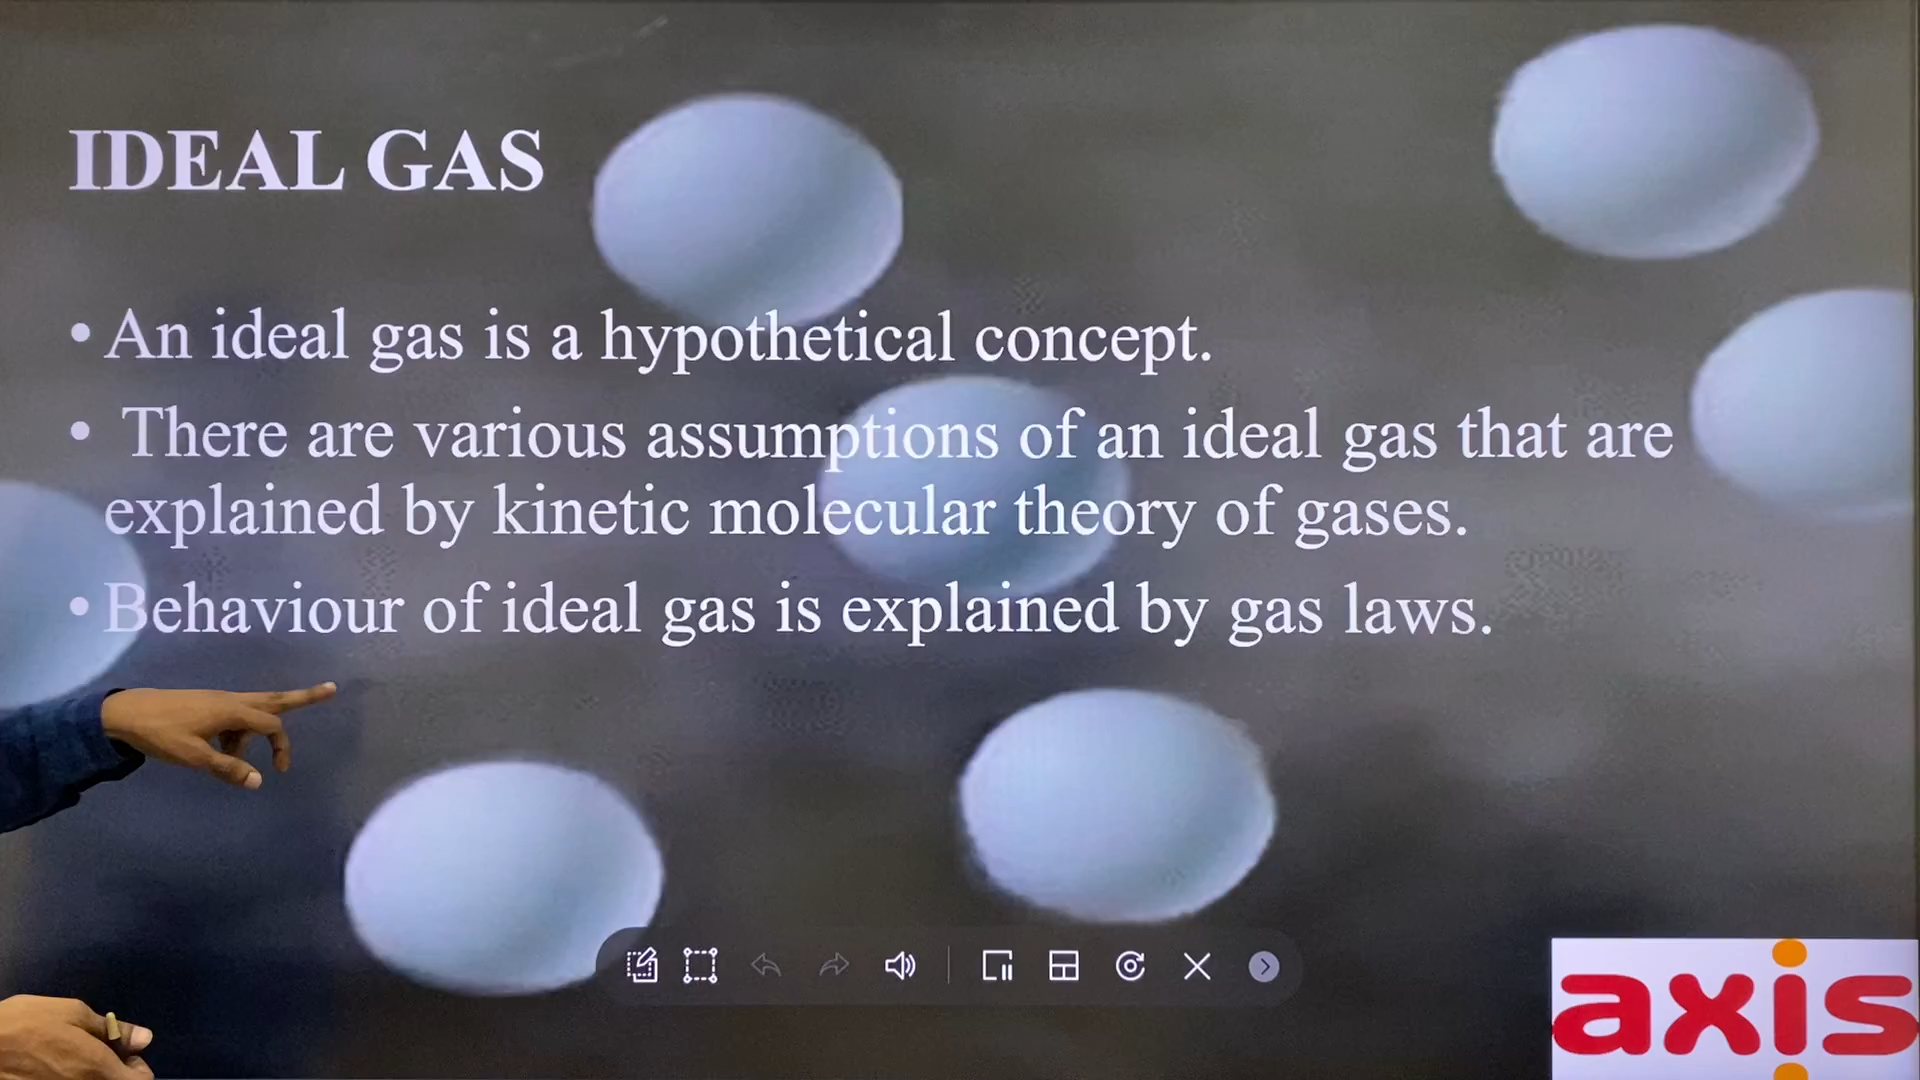 IDEAL GAS
• An ideal gas is a hypothetical concept.
• There are various assumptions of an ideal gas that are
explained by kinetic molecular theory of gases.
• Behaviour of ideal gas is explained by gas laws.
axis